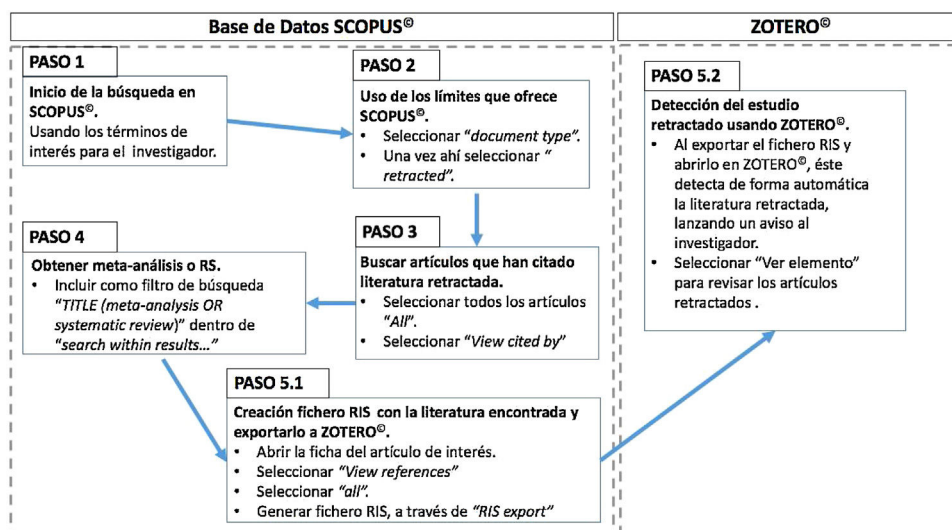 Base de Datos SCOPUS©
ZOTERO©
PASO 1
Inicio de la búsqueda en
SCOPUS©.
Usando los términos de
interés para el investigador.
PASO 2
Uso de los límites que ofrece
SCOPUS©.
• Seleccionar “document type”.
• Una vez ahí seleccionar “
retracted”.
PASO 3
Buscar artículos que han citado
literatura retractada.
• Seleccionar todos los artículos
“All”.
• Seleccionar “View cited by”
PASO 4
Obtener meta-análisis o RS.
• Incluir como filtro de búsqueda
“TITLE (meta-analysis OR
systematic review)” dentro de
“search within results...”
PASO 5.1
Creación fichero RIS con la literatura encontrada y
exportarlo a ZOTERO©.
• Abrir la ficha del artículo de interés.
• Seleccionar “View references”
• Seleccionar “all”.
• Generar fichero RIS, a través de “RIS export”
PASO 5.2
Detección del estudio
retractado usando ZOTERO©.
• Al exportar el fichero RIS y
abrirlo en ZOTERO©, éste
detecta de forma automática
la literatura retractada,
lanzando un aviso al
investigador.
• Seleccionar “Ver elemento”
para revisar los artículos
retractados .